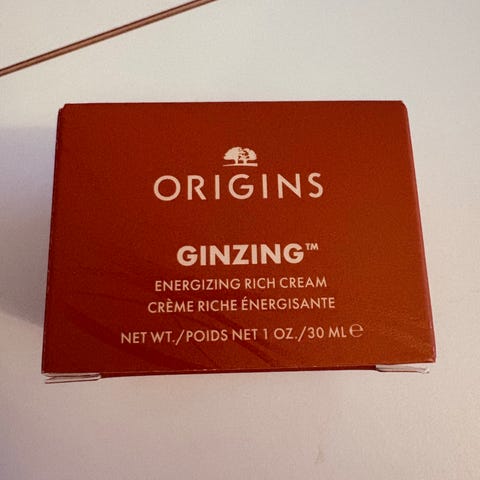 ORIGINS
GINZING™
ENERGIZING RICH CREAM
CRÈME RICHE ÉNERGISANTE
NET WT./POIDS NET 1 OZ./30 ML ℮